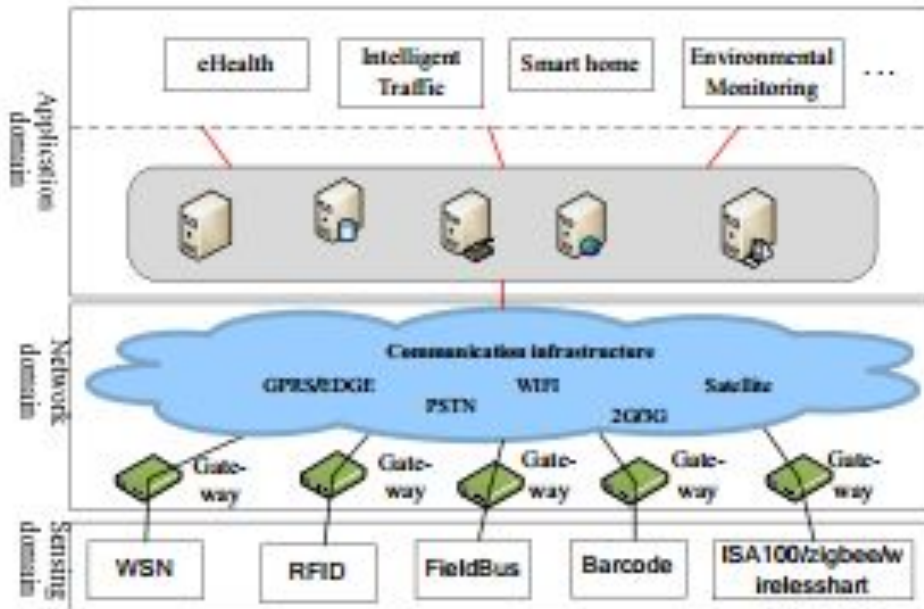 Application
domain
eHealth
Intelligent
Traffic
Smart home
Environmental
Monitoring
...
Network
domain
Communication infrastructure
GPRS/EDGE
WIFI
Satellite
PSTN
2G/3G
Gate-
way
Gate-
way
Gate-
way
Gate-
way
Gate-
way
Sensing
domain
WSN
RFID
FieldBus
Barcode
ISA100/zigbee/w
irelesshart